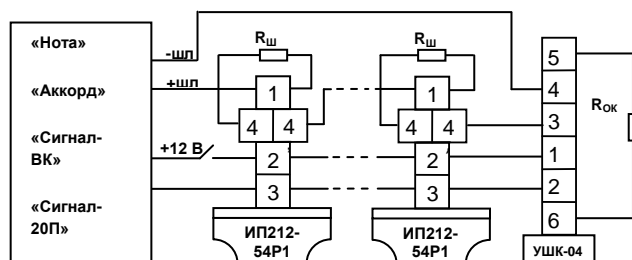 «Нота»
«Аккорд»
«Сигнал-
ВК»
«Сигнал-
20П»
-шл
+шл
+12 В
Rш
1
4 4
2
3
ИП212-
54Р1
Rш
1
4 4
2
3
ИП212-
54Р1
5
4
3
1
2
6
УШК-04
Rок